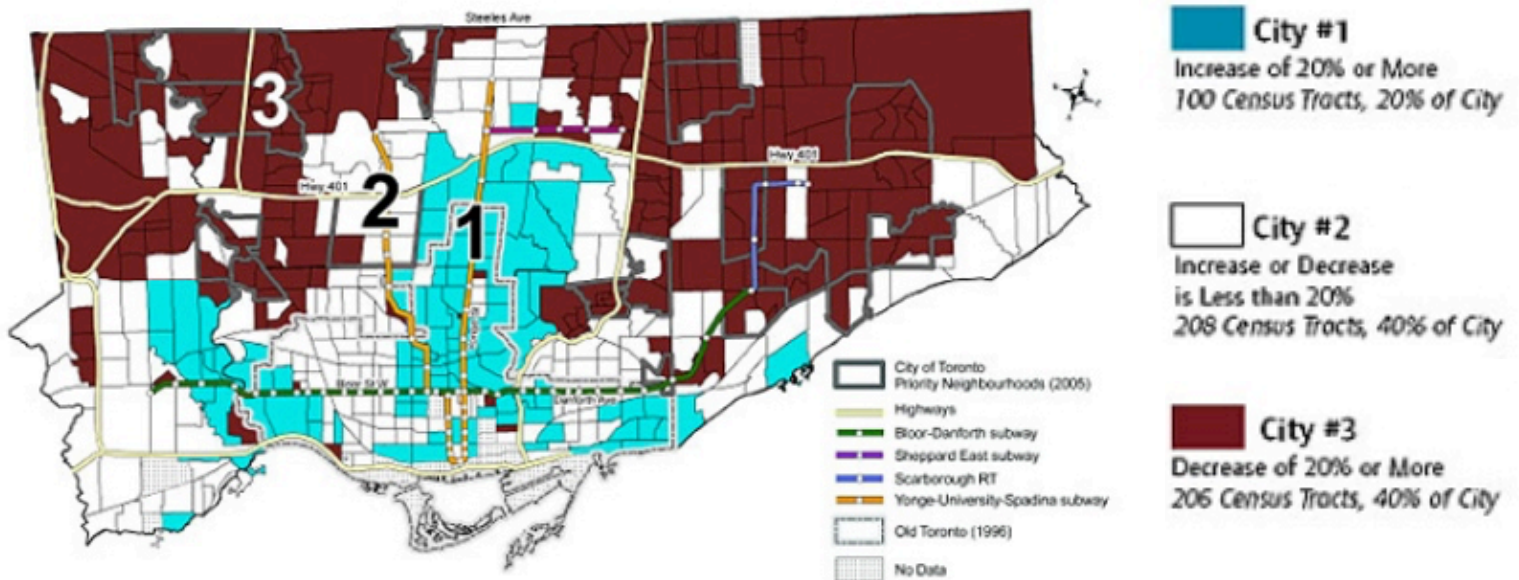 Steeles Ave
3
Hwy 401
Hwy 401
2
1
Bloor St W
Danforth Ave
City of Toronto
Priority Neighbourhoods (2005)
Highways
Bloor-Danforth subway
Sheppard East subway
Scarborough RT
Yonge-University-Spadina subway
Old Toronto (1996)
No Data
City #1
Increase of 20% or More
100 Census Tracts, 20% of City
City #2
Increase or Decrease
is Less than 20%
208 Census Tracts, 40% of City
City #3
Decrease of 20% or More
206 Census Tracts, 40% of City